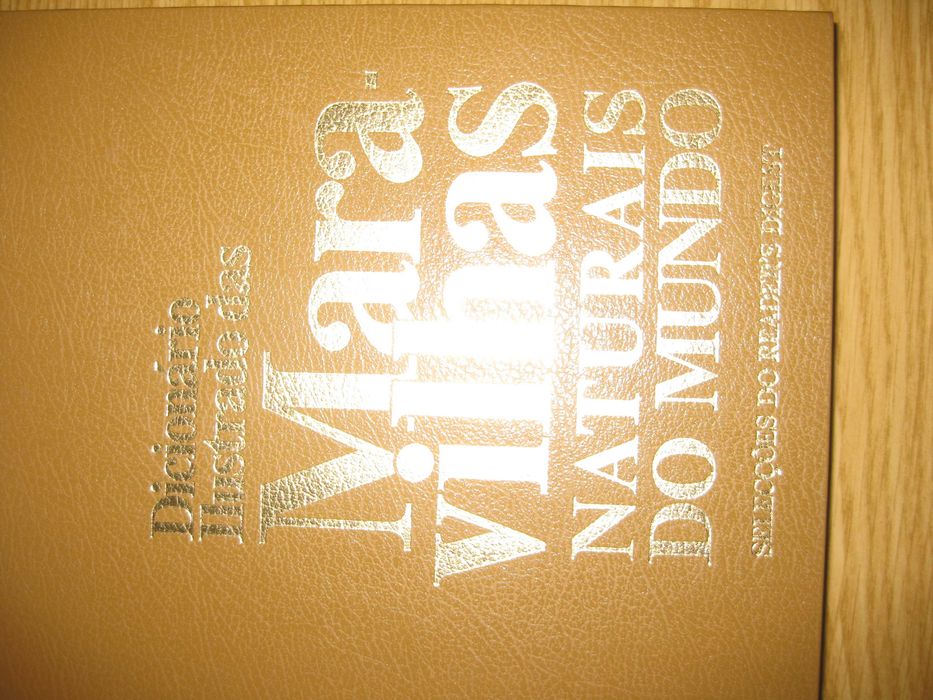 Dicionário
Ilustrado das
Mara-
vilhas
NATURAIS
DO MUNDO
SELECÇÕES DO READER'S DIGEST